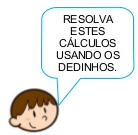 RESOLVA
ESTES
CÁLCULOS
USANDO OS
DEDINHOS.